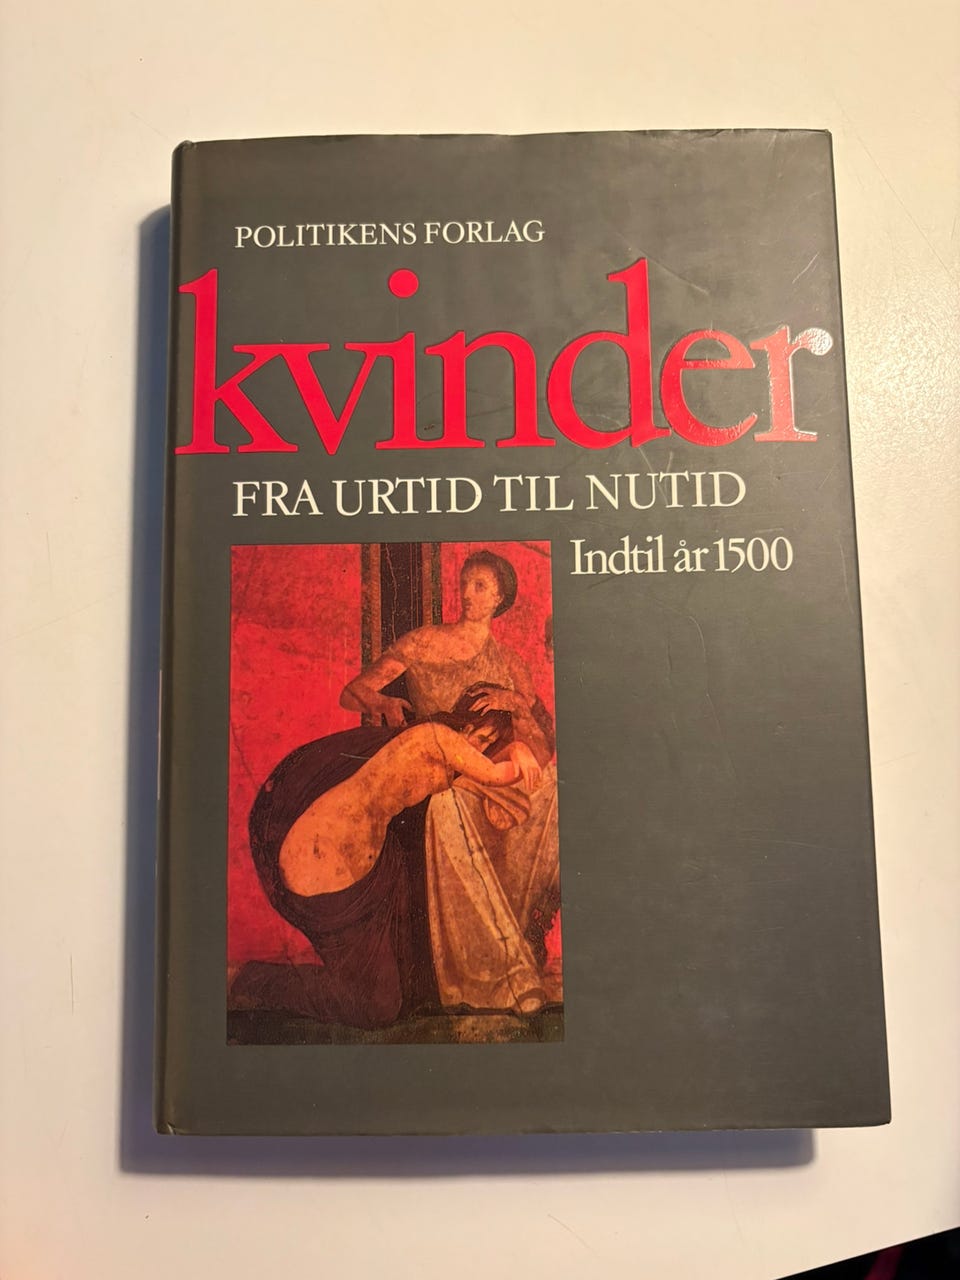 POLITIKENS FORLAG
kvinder
FRA URTID TIL NUTID
Indtil år 1500